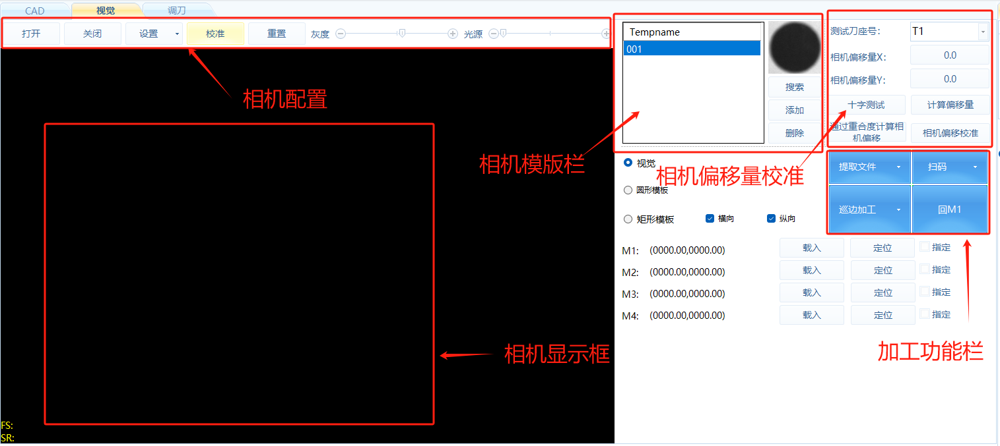 CAD 视觉 调刀
打开 关闭 设置 校准 重置 灰度 光源
相机配置
相机显示框
FS:
SR:
Tempname
001
搜索
添加
删除
相机模版栏
测试刀座号: T1
相机偏移量X: 0.0
相机偏移量Y: 0.0
十字测试 计算偏移量
通过重合度计算相
机偏移
相机偏移校准
相机偏移量校准
视觉
圆形模板
矩形模板 横向 纵向
提取文件 扫码
巡边加工 回M1
M1: (0000.00,0000.00) 载入 定位 指定
M2: (0000.00,0000.00) 载入 定位 指定
M3: (0000.00,0000.00) 载入 定位 指定
M4: (0000.00,0000.00) 载入 定位 指定
加工功能栏